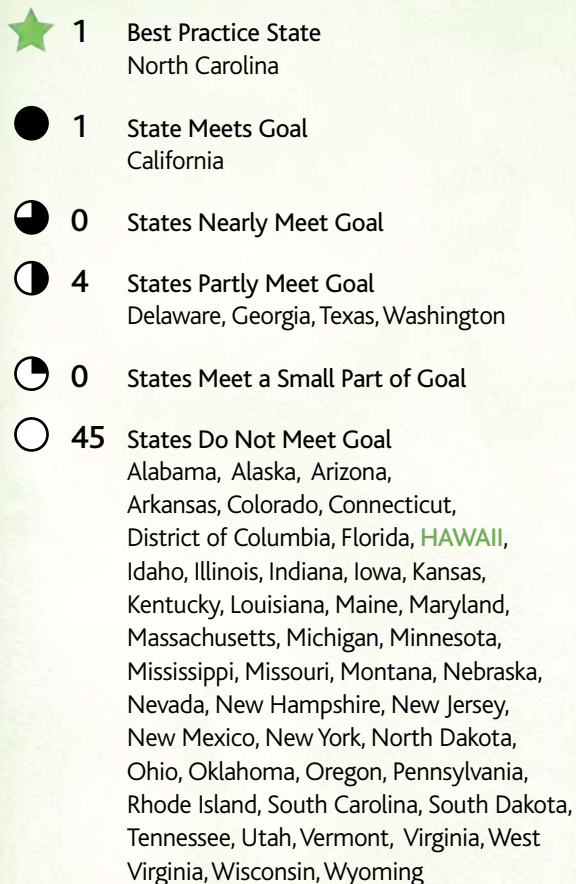 1 Best Practice State
North Carolina
1 State Meets Goal
California
0 States Nearly Meet Goal
4 States Partly Meet Goal
Delaware, Georgia, Texas, Washington
0 States Meet a Small Part of Goal
45 States Do Not Meet Goal
Alabama, Alaska, Arizona,
Arkansas, Colorado, Connecticut,
District of Columbia, Florida, HAWAII,
Idaho, Illinois, Indiana, Iowa, Kansas,
Kentucky, Louisiana, Maine, Maryland,
Massachusetts, Michigan, Minnesota,
Mississippi, Missouri, Montana, Nebraska,
Nevada, New Hampshire, New Jersey,
New Mexico, New York, North Dakota,
Ohio, Oklahoma, Oregon, Pennsylvania,
Rhode Island, South Carolina, South Dakota,
Tennessee, Utah, Vermont, Virginia, West
Virginia, Wisconsin, Wyoming